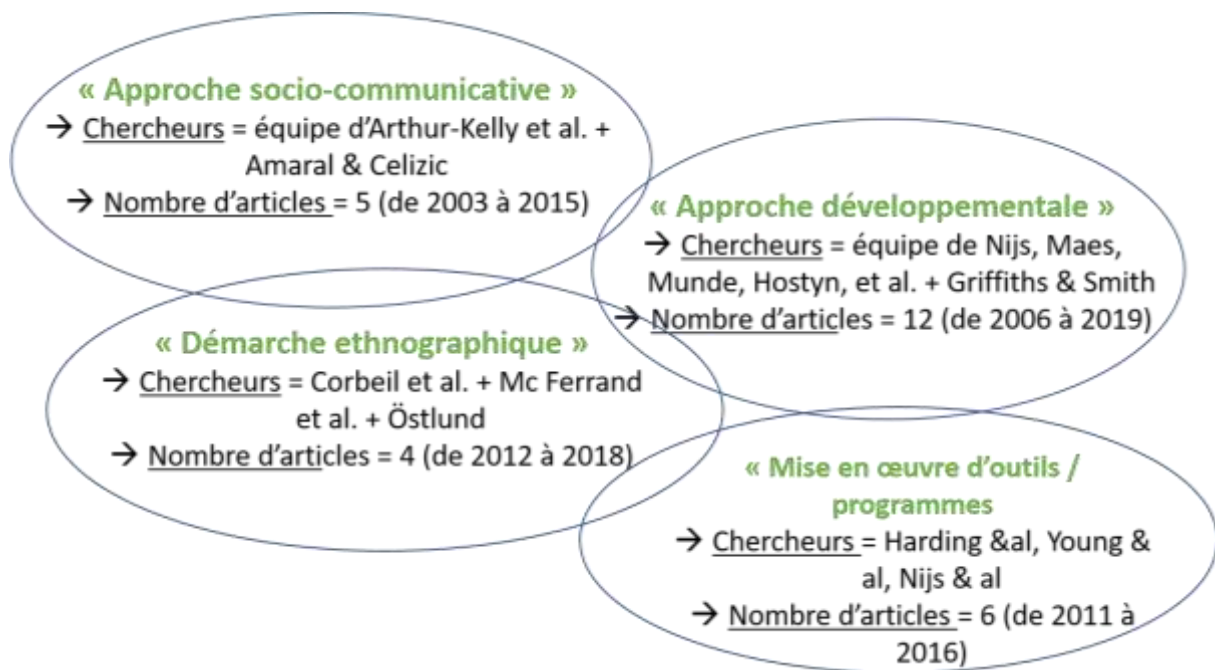 « Approche socio-communicative »
→ Chercheurs = équipe d'Arthur-Kelly et al. +
Amaral & Celizic
→ Nombre d'articles = 5 (de 2003 à 2015)
« Approche développementale »
→ Chercheurs = équipe de Nijs, Maes,
Munde, Hostyn, et al. + Griffiths & Smith
→ Nombre d'articles = 12 (de 2006 à 2019)
« Démarche ethnographique »
→ Chercheurs = Corbeil et al. + Mc Ferrand
et al. + Östlund
→ Nombre d'articles = 4 (de 2012 à 2018)
« Mise en œuvre d'outils /
programmes
→ Chercheurs = Harding &al, Young &
al, Nijs & al
→ Nombre d'articles = 6 (de 2011 à
2016)